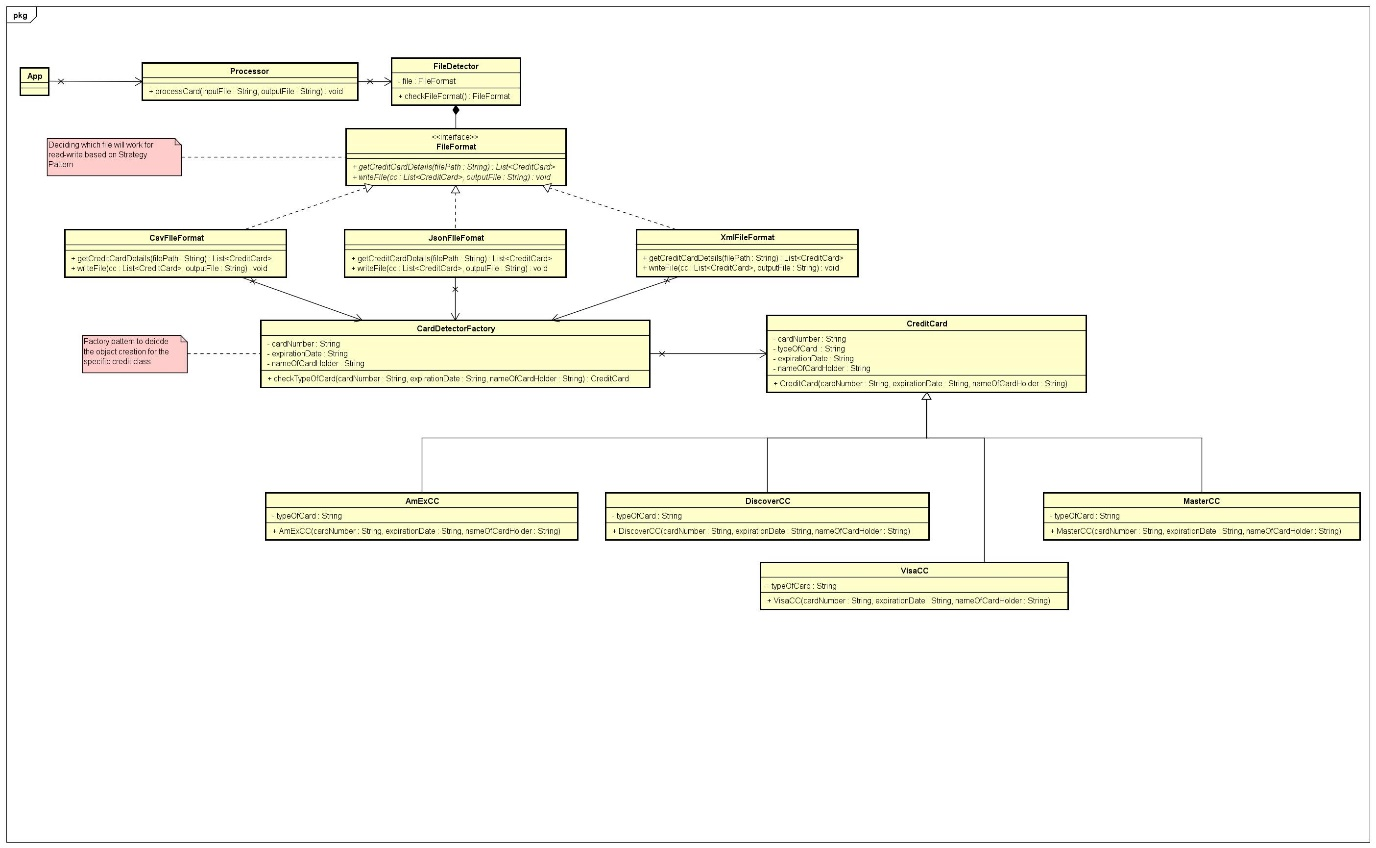 pkg
App
Processor
+ processCard(inputFile : String, outputFile : String) : void
FileDetector
- file : FileFormat
+ checkFileFormat() : FileFormat
Deciding which file will work for
read-write based on Strategy
Pattern
<<interface>>
FileFormat
+ getCreditCardDetails(filePath : String) : List<CreditCard>
+ writeFile(cc : List<CreditCard>, outputFile : String) : void
CsvFileFormat
+ getCreditCardDetails(filePath : String) : List<CreditCard>
+ writeFile(cc : List<CreditCard>, outputFile : String) : void
JsonFileFomat
+ getCreditCardDetails(filePath : String) : List<CreditCard>
+ writeFile(cc : List<CreditCard>, outputFile : String) : void
XmlFileFormat
+ getCreditCardDetails(filePath : String) : List<CreditCard>
+ writeFile(cc : List<CreditCard>, outputFile : String) : void
Factory pattern to deicde
the object creation for the
specific credit class
CardDetectorFactory
- cardNumber : String
- expirationDate : String
- nameOfCardHolder : String
+ checkTypeOfCard(cardNumber : String, expirationDate : String, nameOfCardHolder : String) : CreditCard
CreditCard
- cardNumber : String
- typeOfCard : String
- expirationDate : String
- nameOfCardHolder : String
+ CreditCard(cardNumber : String, expirationDate : String, nameOfCardHolder : String)
AmExCC
- typeOfCard : String
+ AmExCC(cardNumber : String, expirationDate : String, nameOfCardHolder : String)
DiscoverCC
- typeOfCard : String
+ DiscoverCC(cardNumber : String, expirationDate : String, nameOfCardHolder : String)
MasterCC
- typeOfCard : String
+ MasterCC(cardNumber : String, expirationDate : String, nameOfCardHolder : String)
VisaCC
- typeOfCard : String
+ VisaCC(cardNumber : String, expirationDate : String, nameOfCardHolder : String)